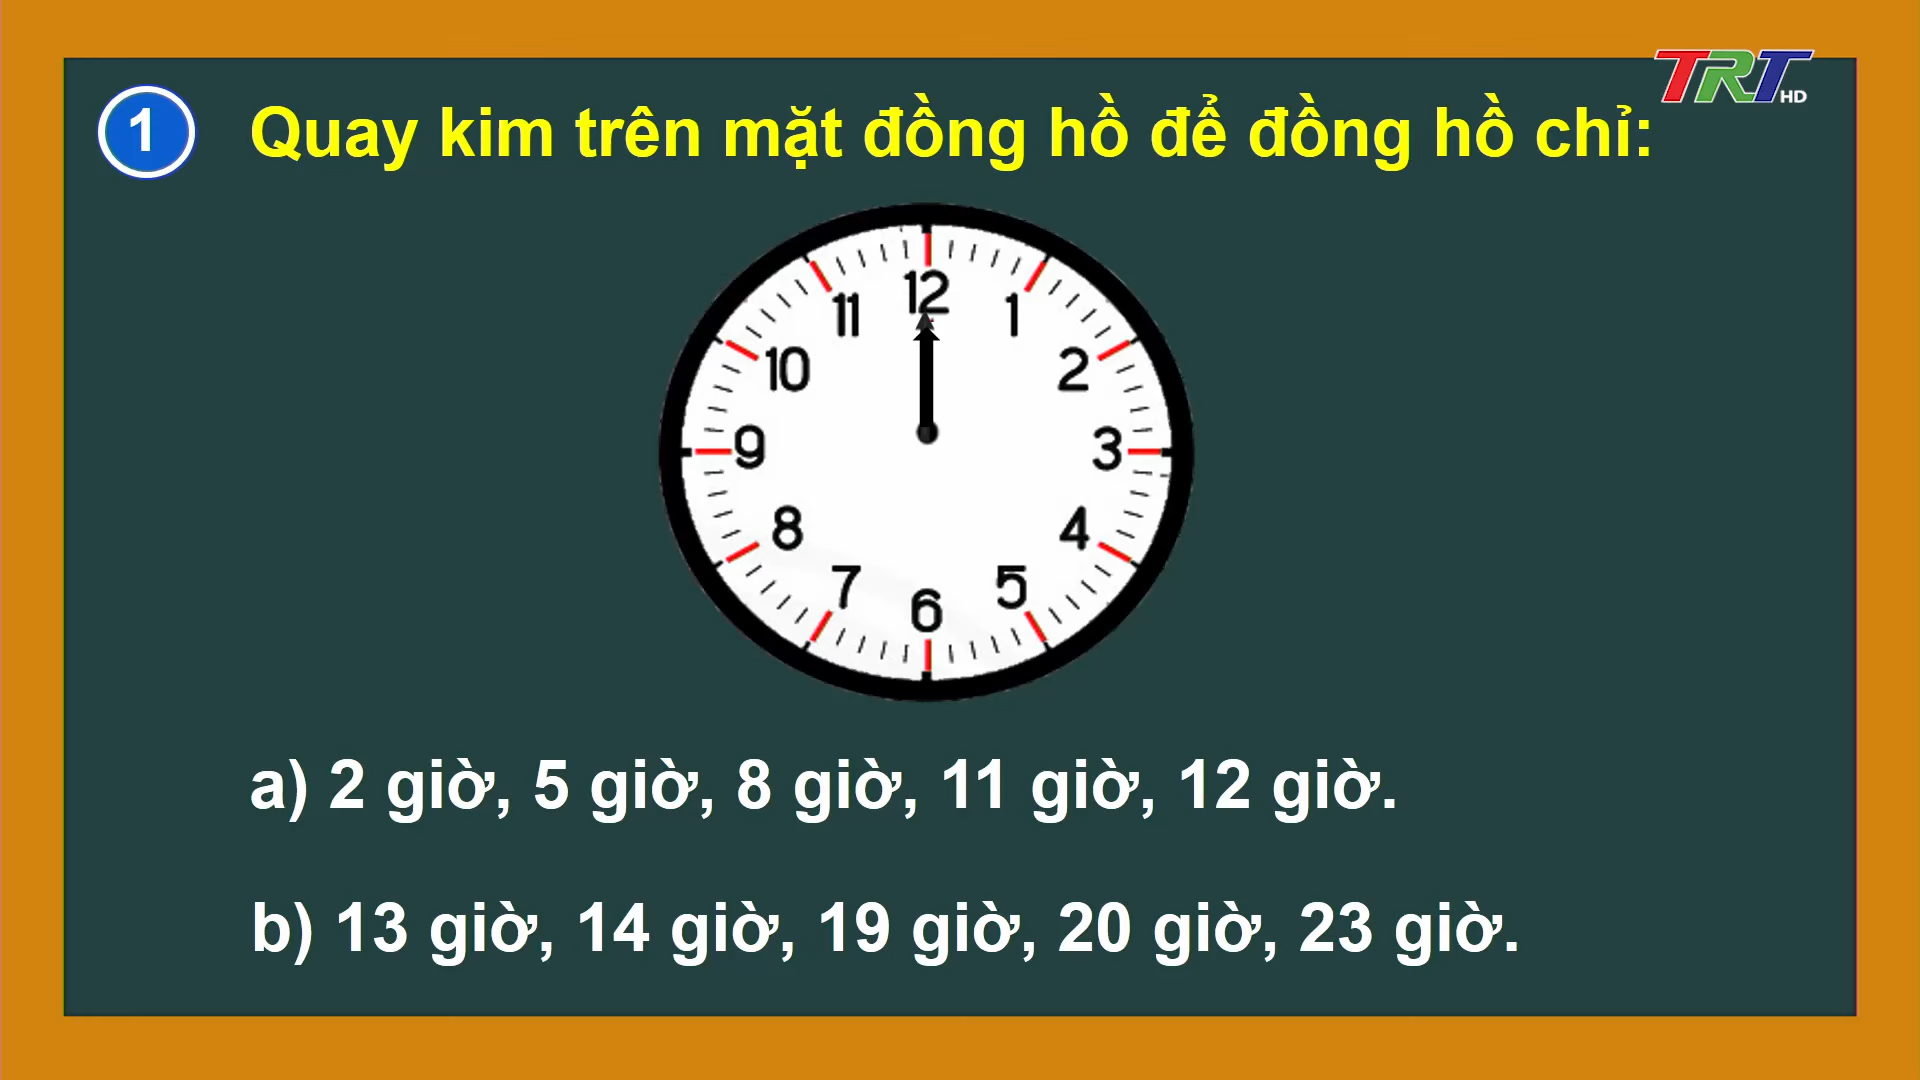 TRT HD
1 Quay kim trên mặt đồng hồ để đồng hồ chỉ:
12
11 1
10 2
9 3
8 4
7 5
6
a) 2 giờ, 5 giờ, 8 giờ, 11 giờ, 12 giờ.
b) 13 giờ, 14 giờ, 19 giờ, 20 giờ, 23 giờ.